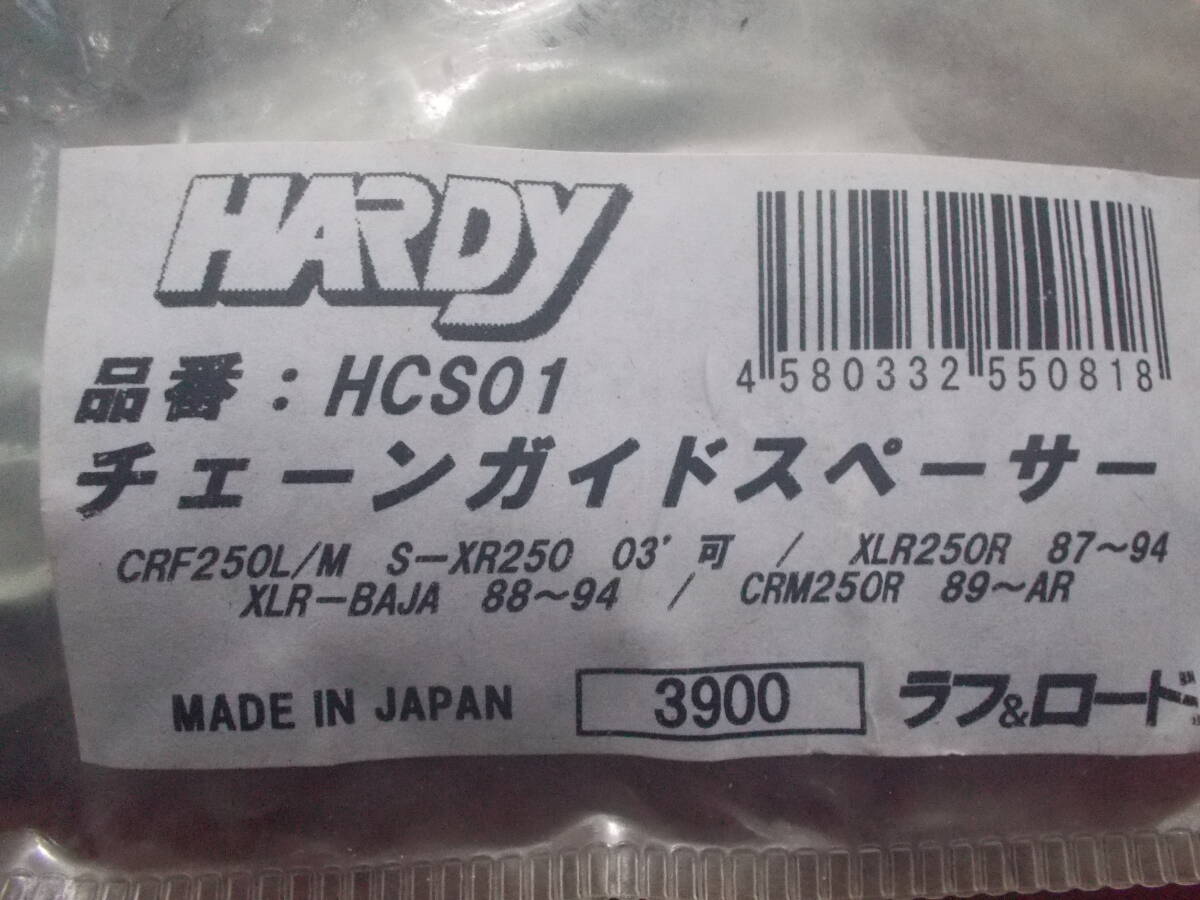 HARDY
4 580332 550818
品番 : HCS01
チェーンガイドスペーサー
CRF250L/M S-XR250 03' 可 / XLR250R 87~94
XLR-BAJA 88~94 / CRM250R 89~AR
MADE IN JAPAN 3900 ラフ&ロード